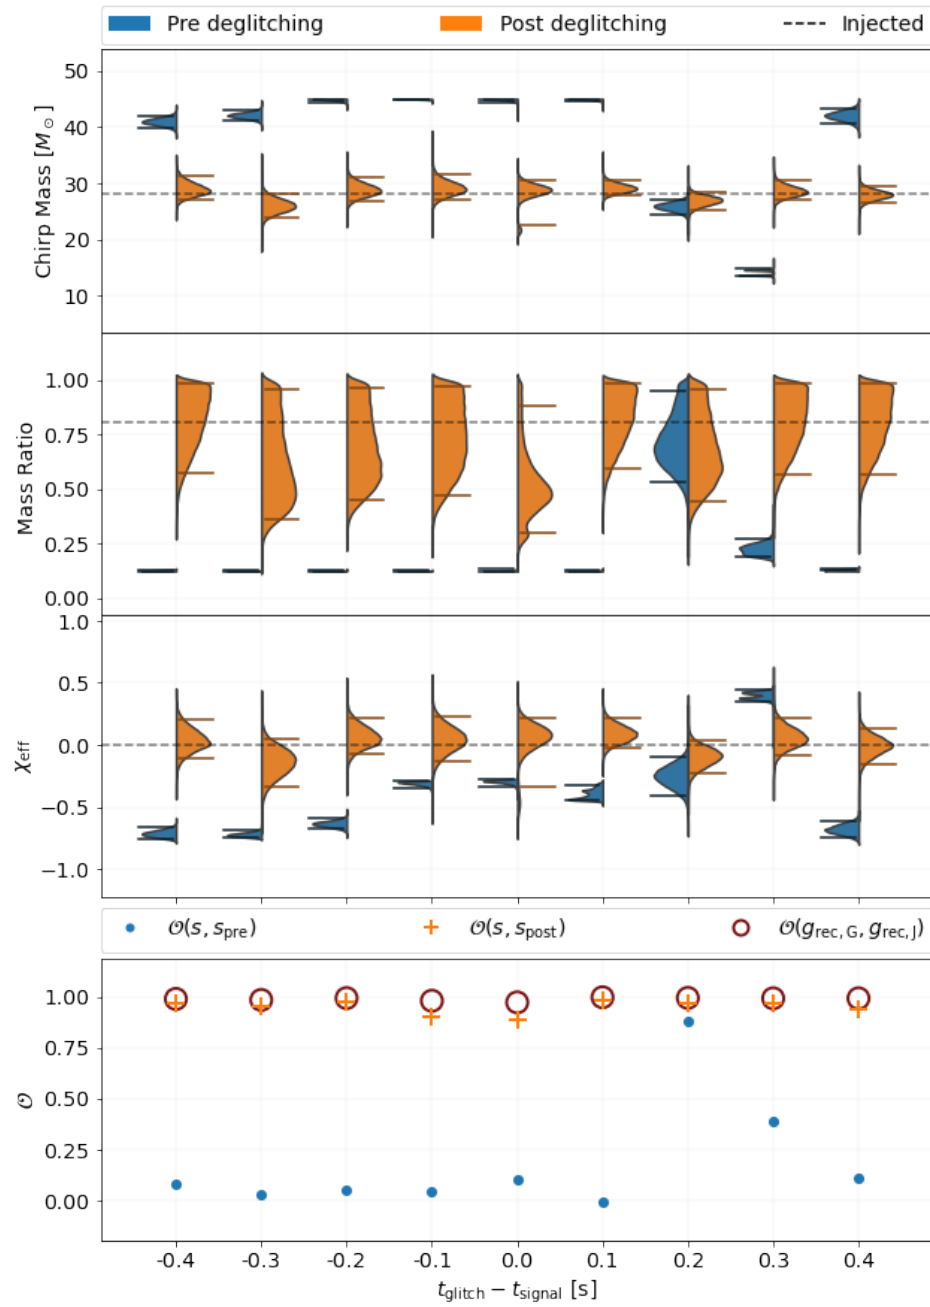 Pre deglitching Post deglitching Injected
50
40
30
20
10
Chirp Mass [M⊙]
1.00
0.75
0.50
0.25
0.00
Mass Ratio
1.0
0.5
0.0
−0.5
−1.0
χeff
𝒪(s, spre) 𝒪(s, spost) 𝒪(grec, G, grec, J)
1.00
0.75
0.50
0.25
0.00
𝒪
-0.4 -0.3 -0.2 -0.1 0.0 0.1 0.2 0.3 0.4
tglitch − tsignal [s]